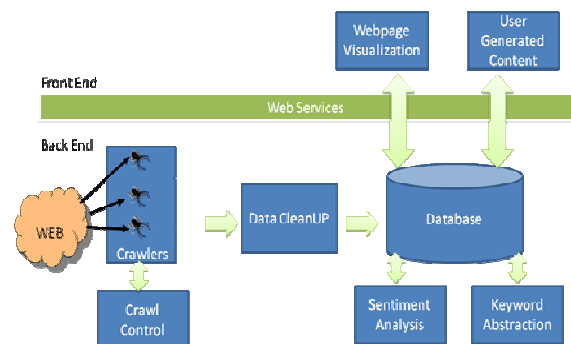 Webpage
Visualization
User
Generated
Content
Front End
Web Services
Back End
WEB
Crawlers
Data CleanUP
Database
Crawl
Control
Sentiment
Analysis
Keyword
Abstraction